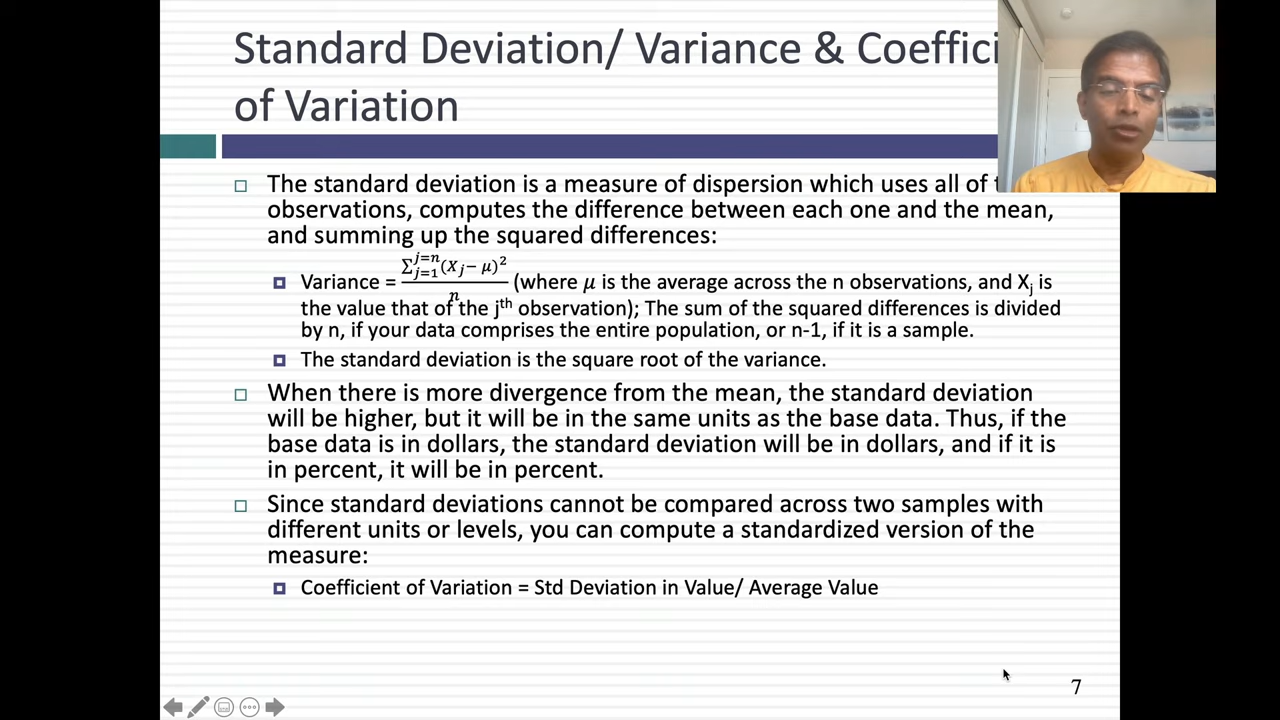 Standard Deviation/ Variance & Coeffici
of Variation
The standard deviation is a measure of dispersion which uses all of t
observations, computes the difference between each one and the mean,
and summing up the squared differences:
Variance = \frac{\sum_{j=1}^{j=n}(X_j - μ)^2}{n} (where μ is the average across the n observations, and X_j is
the value that of the j^th observation); The sum of the squared differences is divided
by n, if your data comprises the entire population, or n-1, if it is a sample.
The standard deviation is the square root of the variance.
When there is more divergence from the mean, the standard deviation
will be higher, but it will be in the same units as the base data. Thus, if the
base data is in dollars, the standard deviation will be in dollars, and if it is
in percent, it will be in percent.
Since standard deviations cannot be compared across two samples with
different units or levels, you can compute a standardized version of the
measure:
Coefficient of Variation = Std Deviation in Value/ Average Value
7